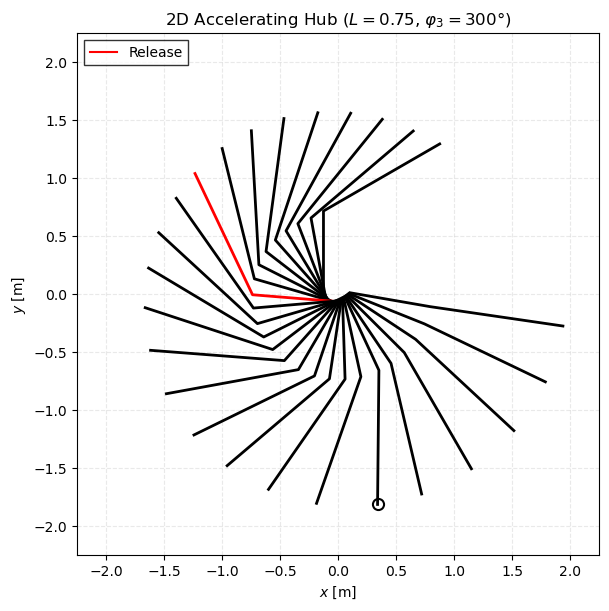 2D Accelerating Hub (L = 0.75, φ₃ = 300°)
Release
2.0
1.5
1.0
0.5
0.0
−0.5
−1.0
−1.5
−2.0
y [m]
−2.0 −1.5 −1.0 −0.5 0.0 0.5 1.0 1.5 2.0
x [m]